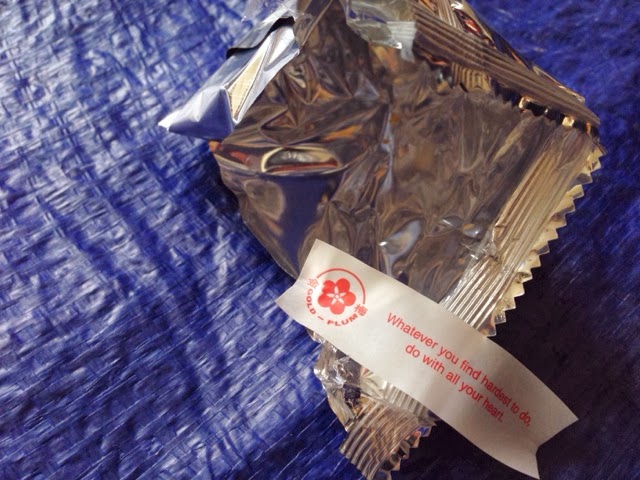 GOLD - PLUM
Whatever you find hardest to do,
do with all your heart.